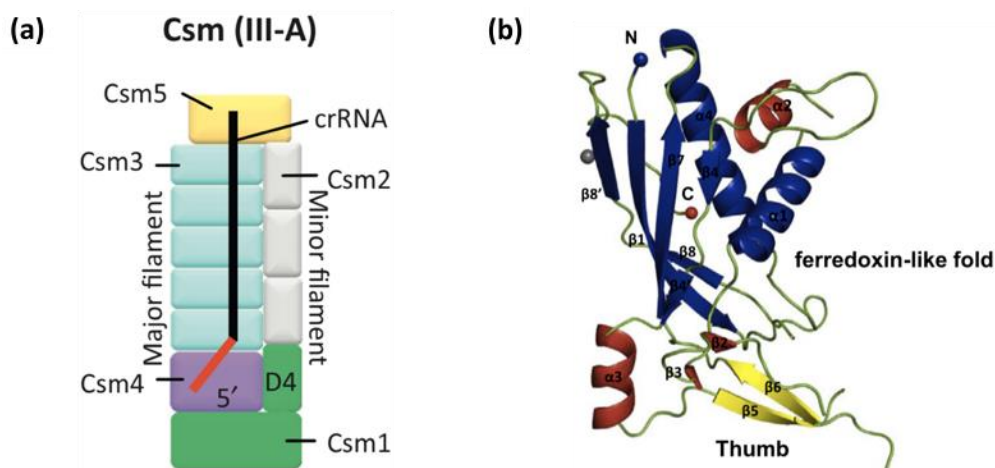 (a)
Csm (III-A)
Csm5
crRNA
Csm3
Csm2
Major filament
Minor filament
Csm4
5′
D4
Csm1
(b)
N
α2
α4
β7
β4
α1
C
β8′
β1
β8
ferredoxin-like fold
β4′
β2
α3
β3
β6
β5
Thumb